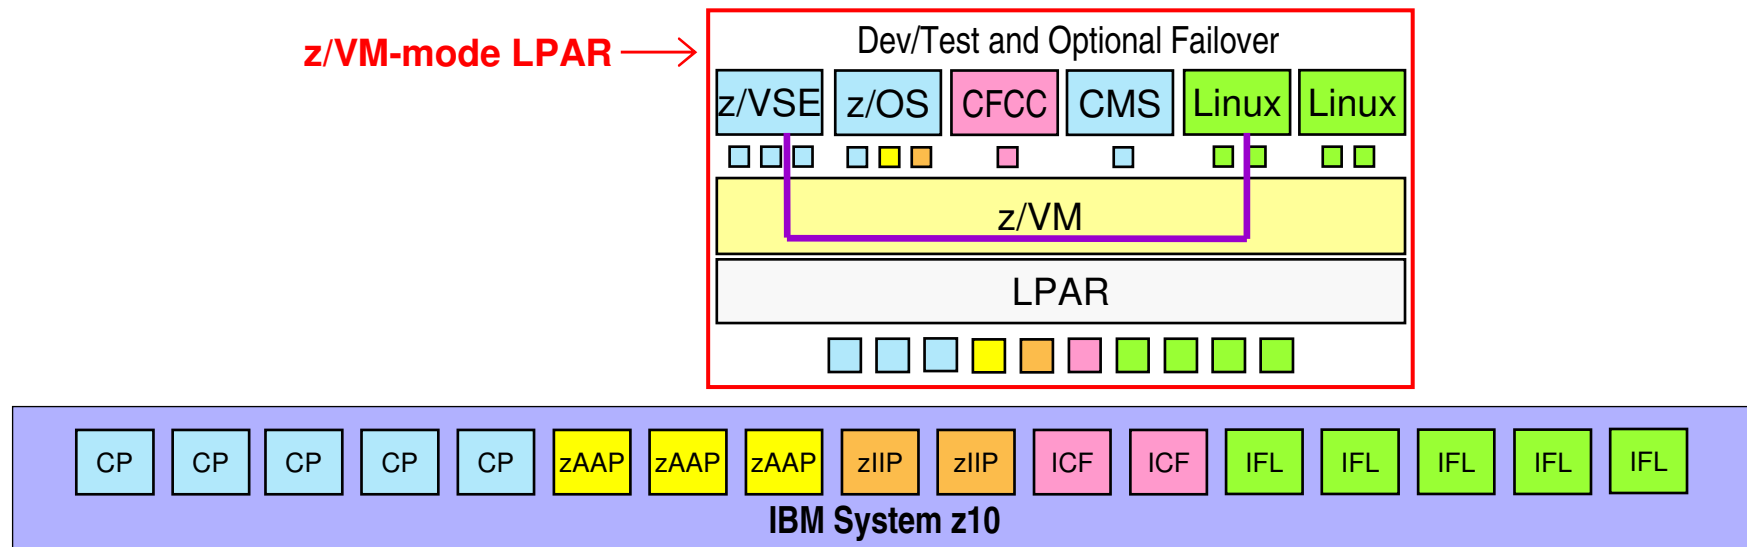 Dev/Test and Optional Failover
z/VM-mode LPAR
z/VSE z/OS CFCC CMS Linux Linux
z/VM
LPAR
CP CP CP CP CP zAAP zAAP zAAP zIIP zIIP ICF ICF IFL IFL IFL IFL IFL
IBM System z10